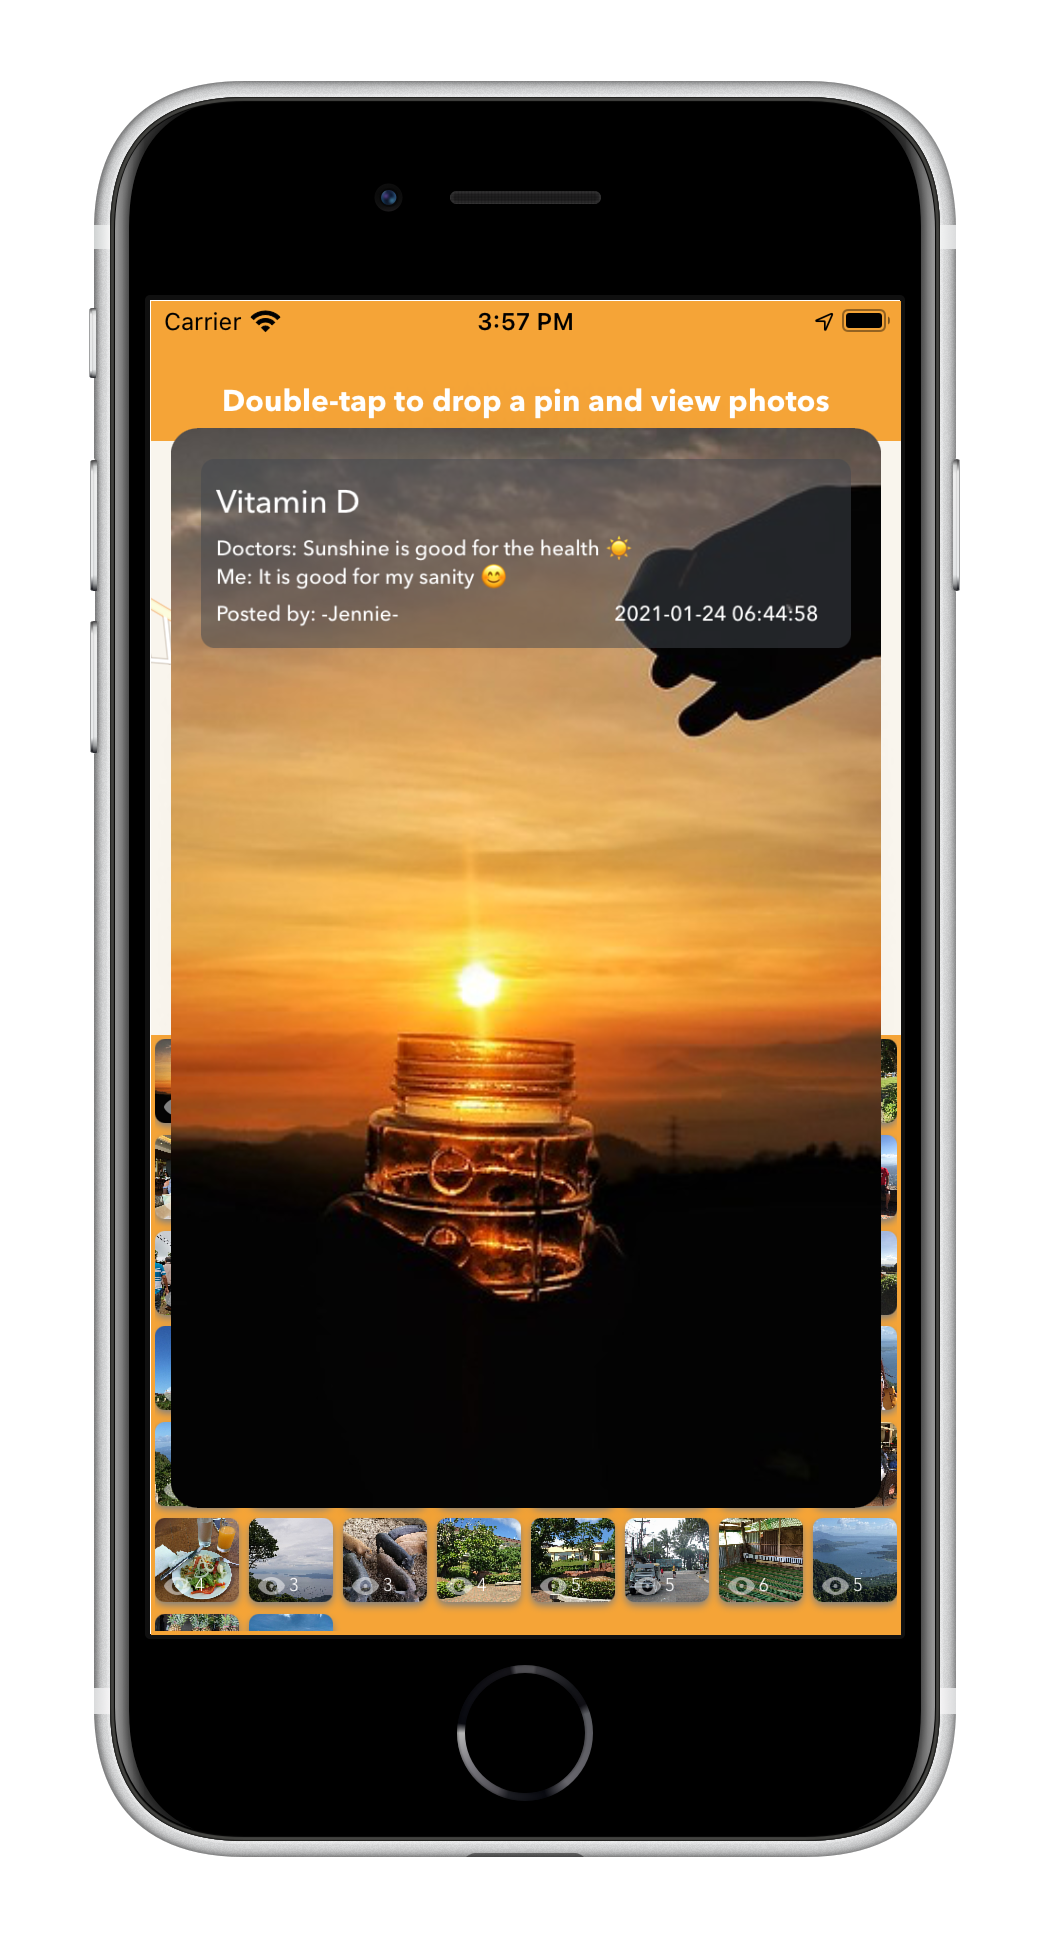 Carrier 3:57 PM
Double-tap to drop a pin and view photos
Vitamin D
Doctors: Sunshine is good for the health ☀️
Me: It is good for my sanity 😊
Posted by: -Jennie- 2021-01-24 06:44:58
4 3 3 4 5 5 6 5